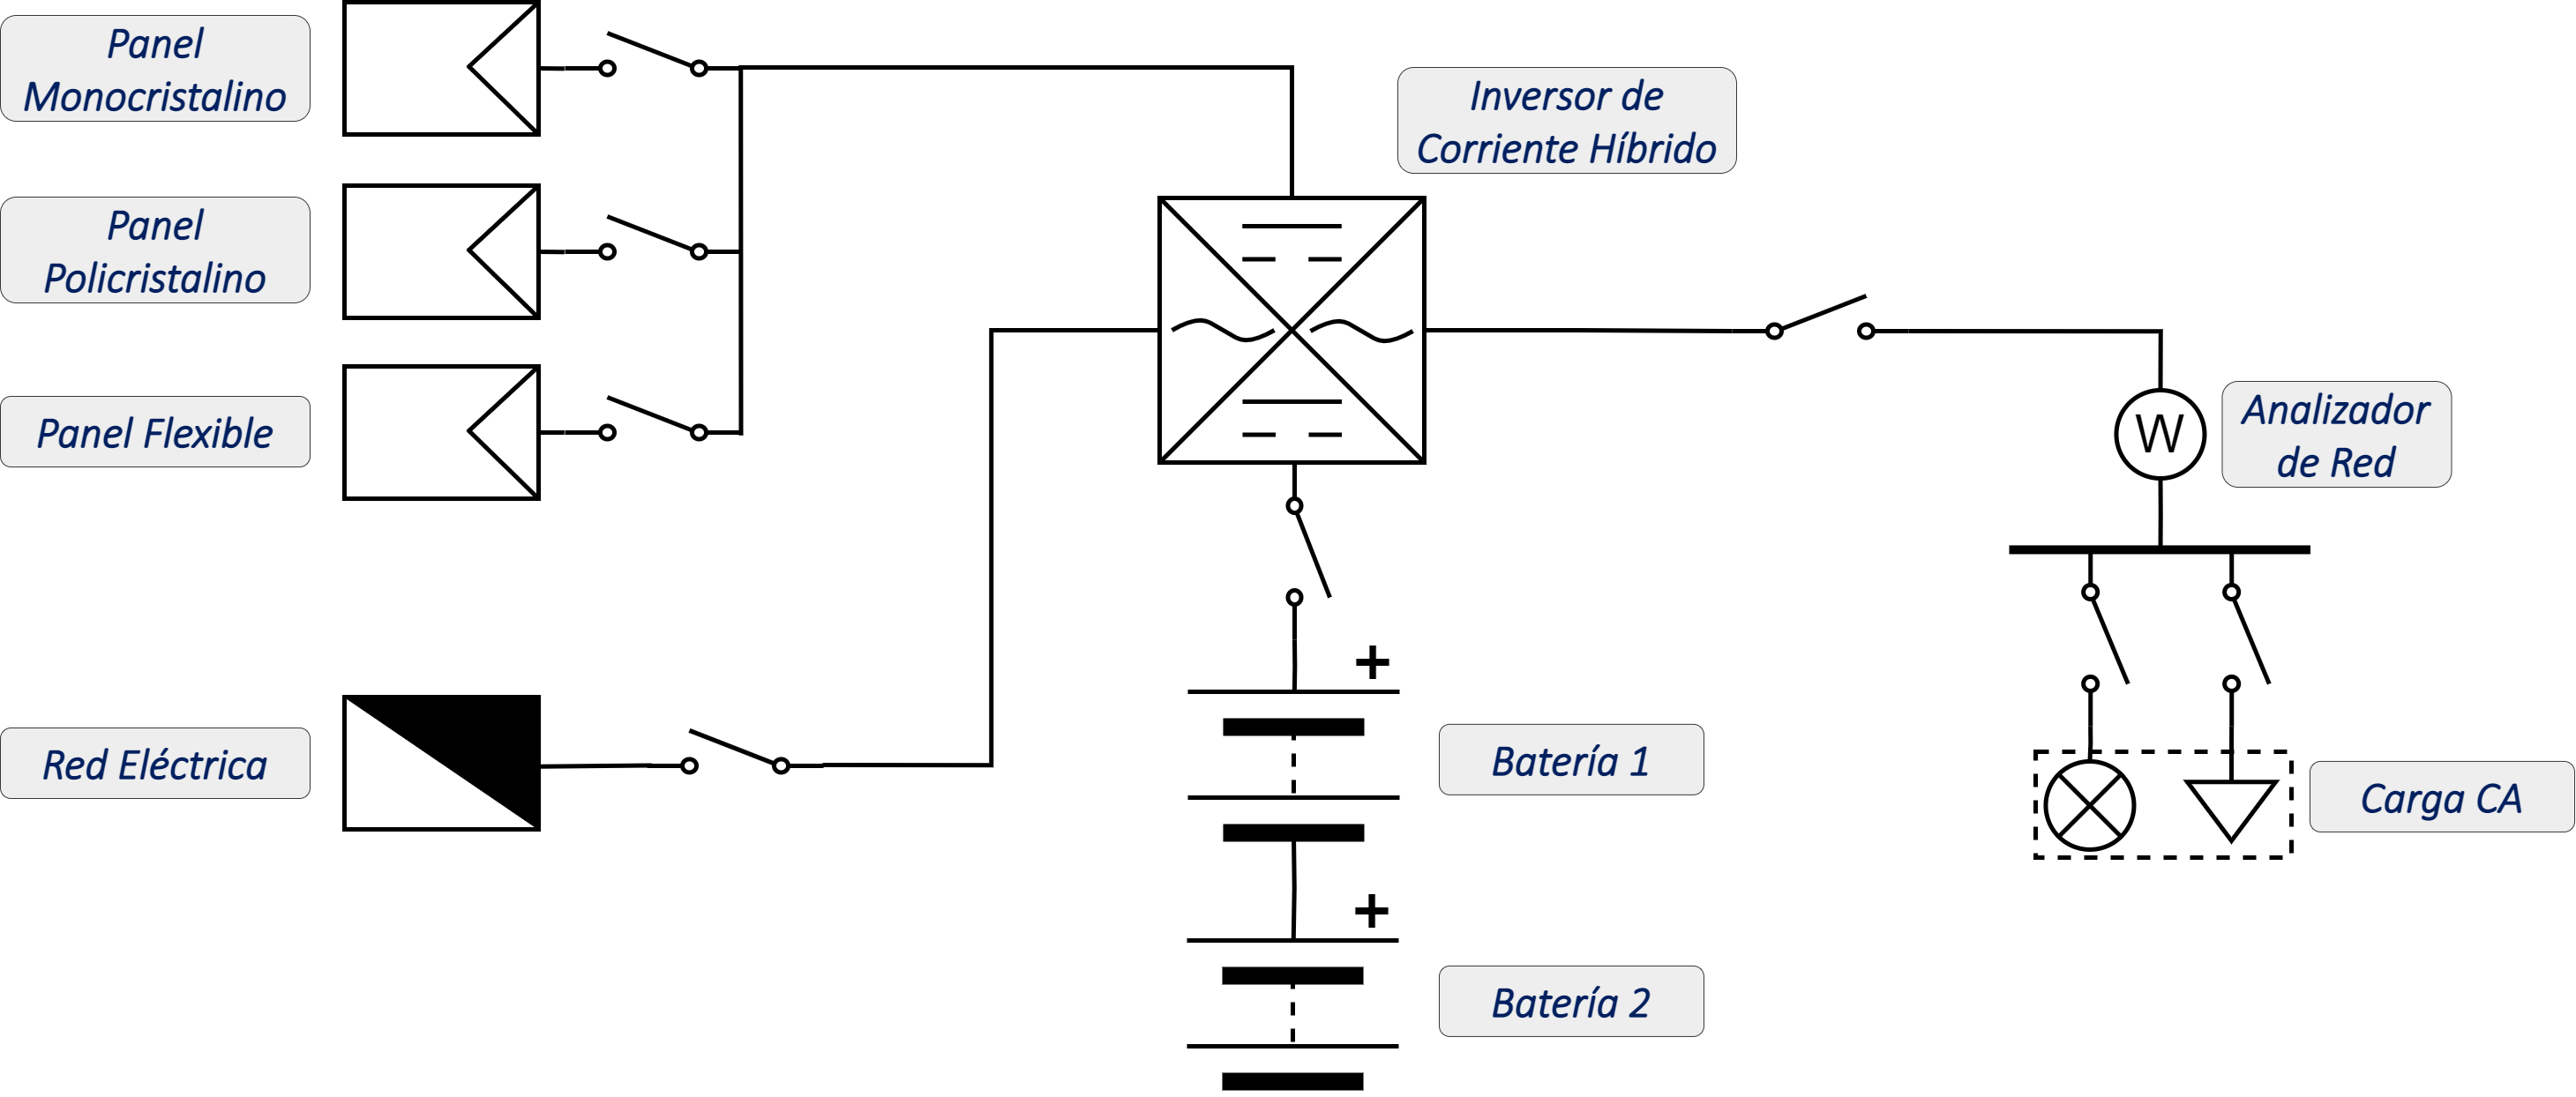 Panel
Monocristalino
Inversor de
Corriente Híbrido
Panel
Policristalino
Panel Flexible
Analizador
de Red
W
+
Red Eléctrica
Batería 1
Carga CA
+
Batería 2